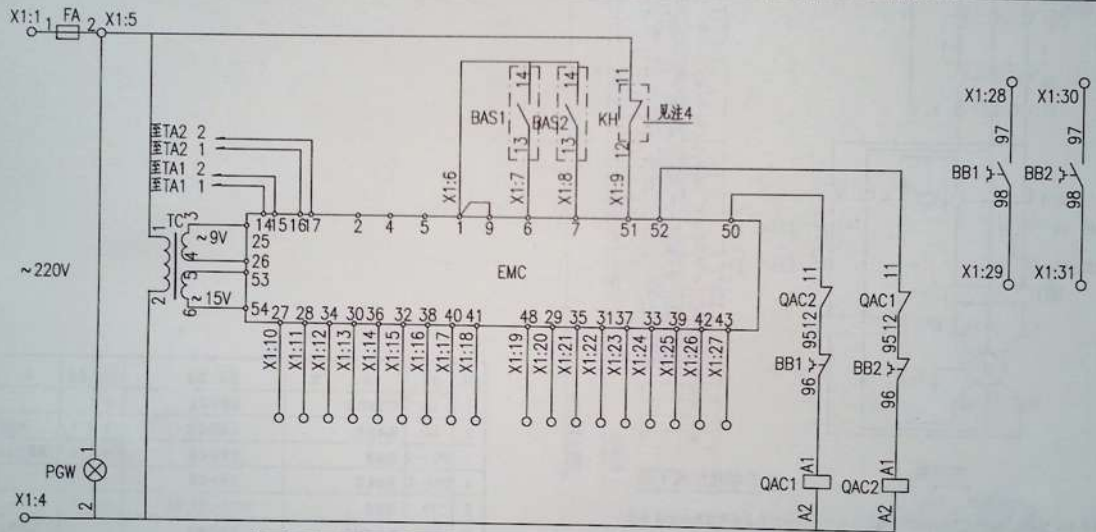 X1:1 1 FA 2 X1:5
TA2 2
TA2 1
TA1 2
TA1 1
~220V
1 TC 3
2
4
5
6
~9V
~15V
X1:6
BAS1 14 13
X1:7
BAS2 14 13
X1:8
KH 11 12
见注4
X1:9
14 15 16 17 2 4 5 1 9 6 7 51 52 50
25
26
53
54
EMC
27 28 34 30 36 32 38 40 41 48 29 35 31 37 33 39 42 43
X1:10 X1:11 X1:12 X1:13 X1:14 X1:15 X1:16 X1:17 X1:18 X1:19 X1:20 X1:21 X1:22 X1:23 X1:24 X1:25 X1:26 X1:27
X1:28 X1:30
97 97
BB1 BB2
98 98
X1:29 X1:31
11 11
QAC2 QAC1
12 12
95 95
BB1 BB2
96 96
A1 A1
QAC1 QAC2
A2 A2
1
PGW
2
X1:4